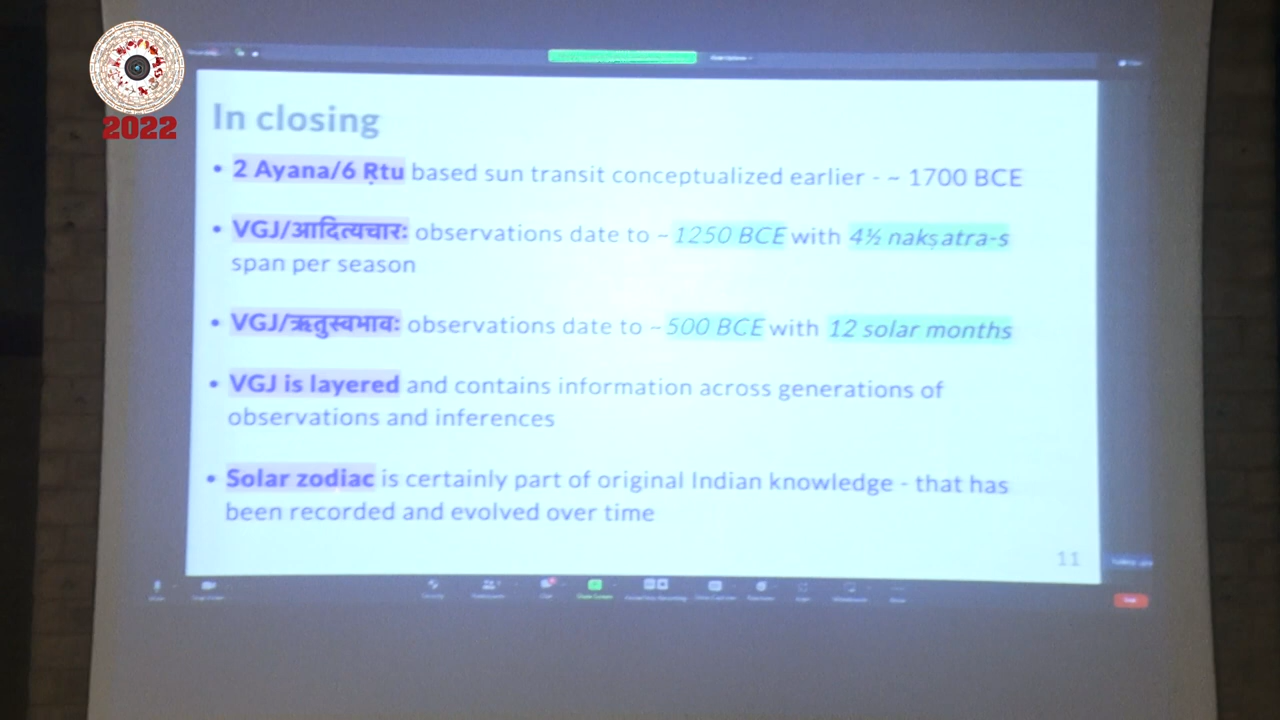 2022
In closing
• 2 Ayana/6 Ṛtu based sun transit conceptualized earlier - ~ 1700 BCE
• VGJ/आदित्यचारः observations date to ~ 1250 BCE with 4½ nakṣatra-s
span per season
• VGJ/ऋतुस्वभावः observations date to ~ 500 BCE with 12 solar months
• VGJ is layered and contains information across generations of
observations and inferences
• Solar zodiac is certainly part of original Indian knowledge - that has
been recorded and evolved over time
11